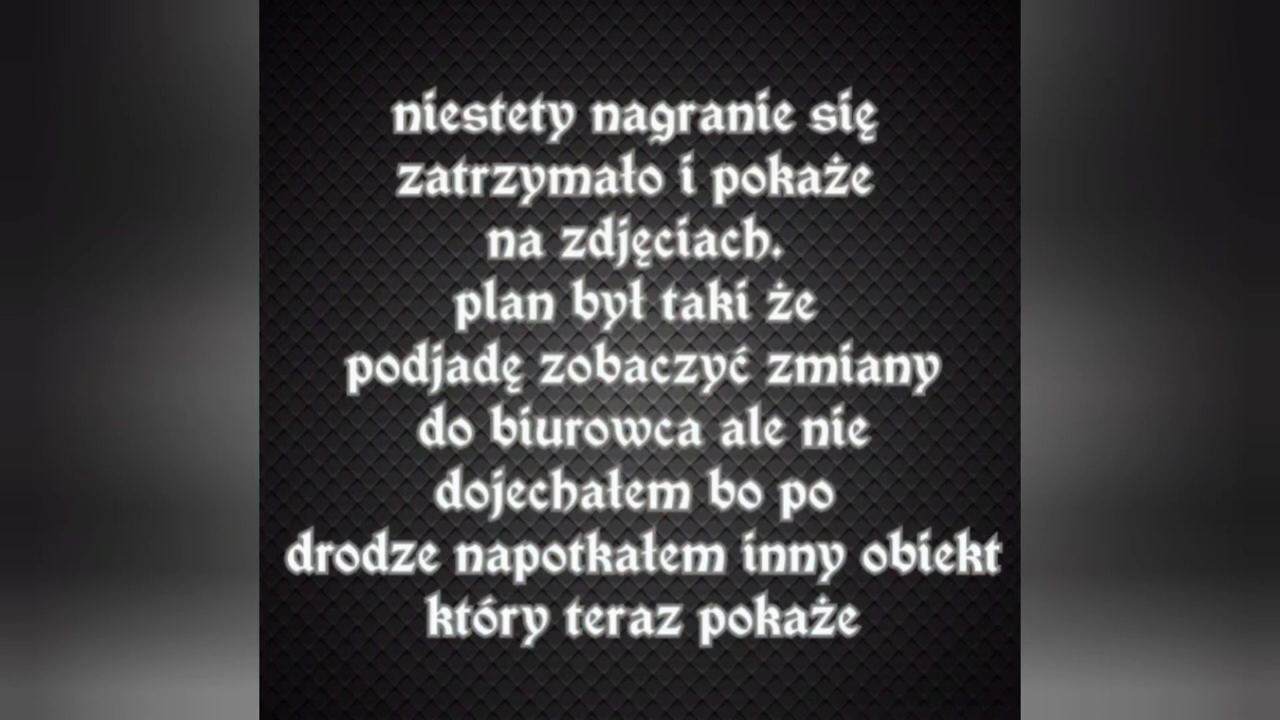 niestety nagranie się
zatrzymało i pokaże
na zdjęciach.
plan był taki że
podjadę zobaczyć zmiany
do biurowca ale nie
dojechałem bo po
drodze napotkałem inny obiekt
który teraz pokaże